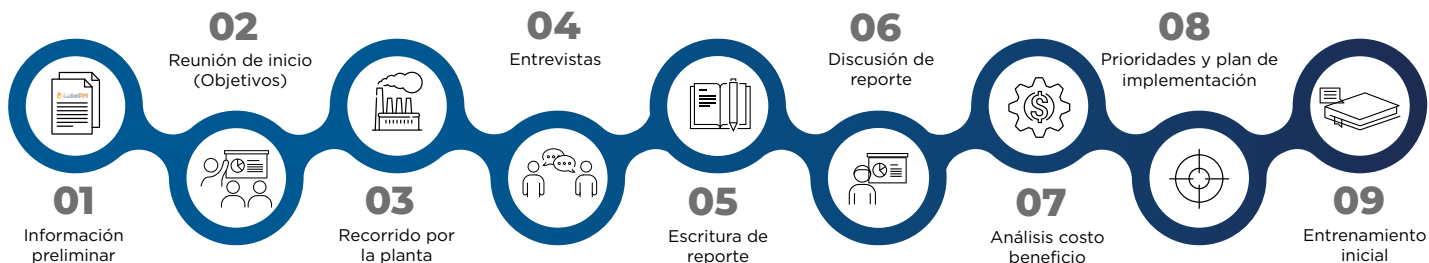 01
Información
preliminar
02
Reunión de inicio
(Objetivos)
03
Recorrido por
la planta
04
Entrevistas
05
Escritura de
reporte
06
Discusión de
reporte
07
Análisis costo
beneficio
08
Prioridades y plan de
implementación
09
Entrenamiento
inicial